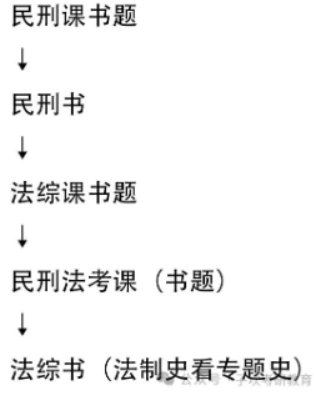 民刑课书题
↓
民刑书
↓
法综课书题
↓
民刑法考课（书题）
↓
法综书（法制史看专题史）